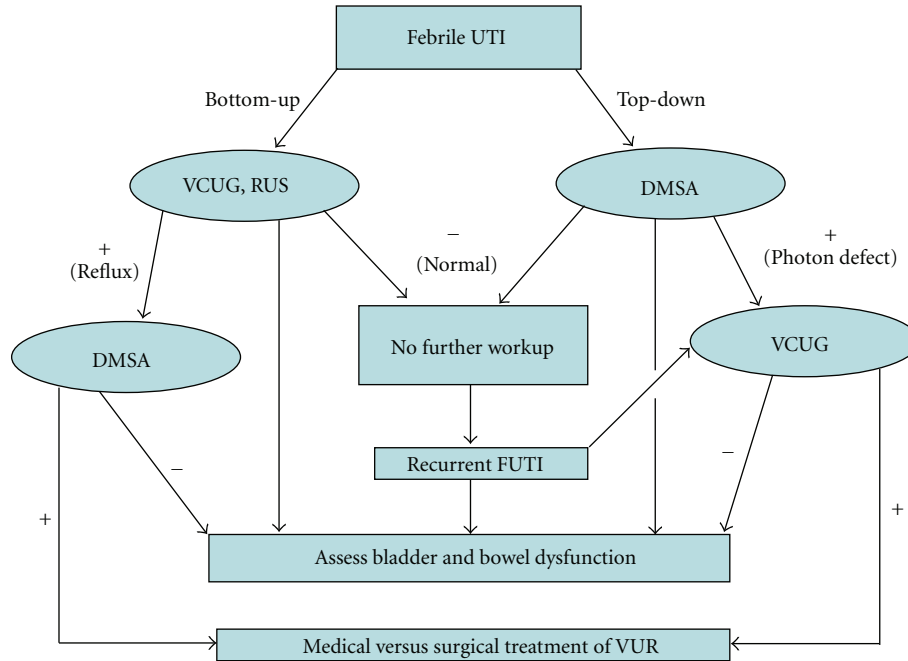 Febrile UTI
Bottom-up
Top-down
VCUG, RUS
DMSA
+
(Reflux)
−
(Normal)
+
(Photon defect)
DMSA
No further workup
VCUG
Recurrent FUTI
−
−
+
+
Assess bladder and bowel dysfunction
Medical versus surgical treatment of VUR